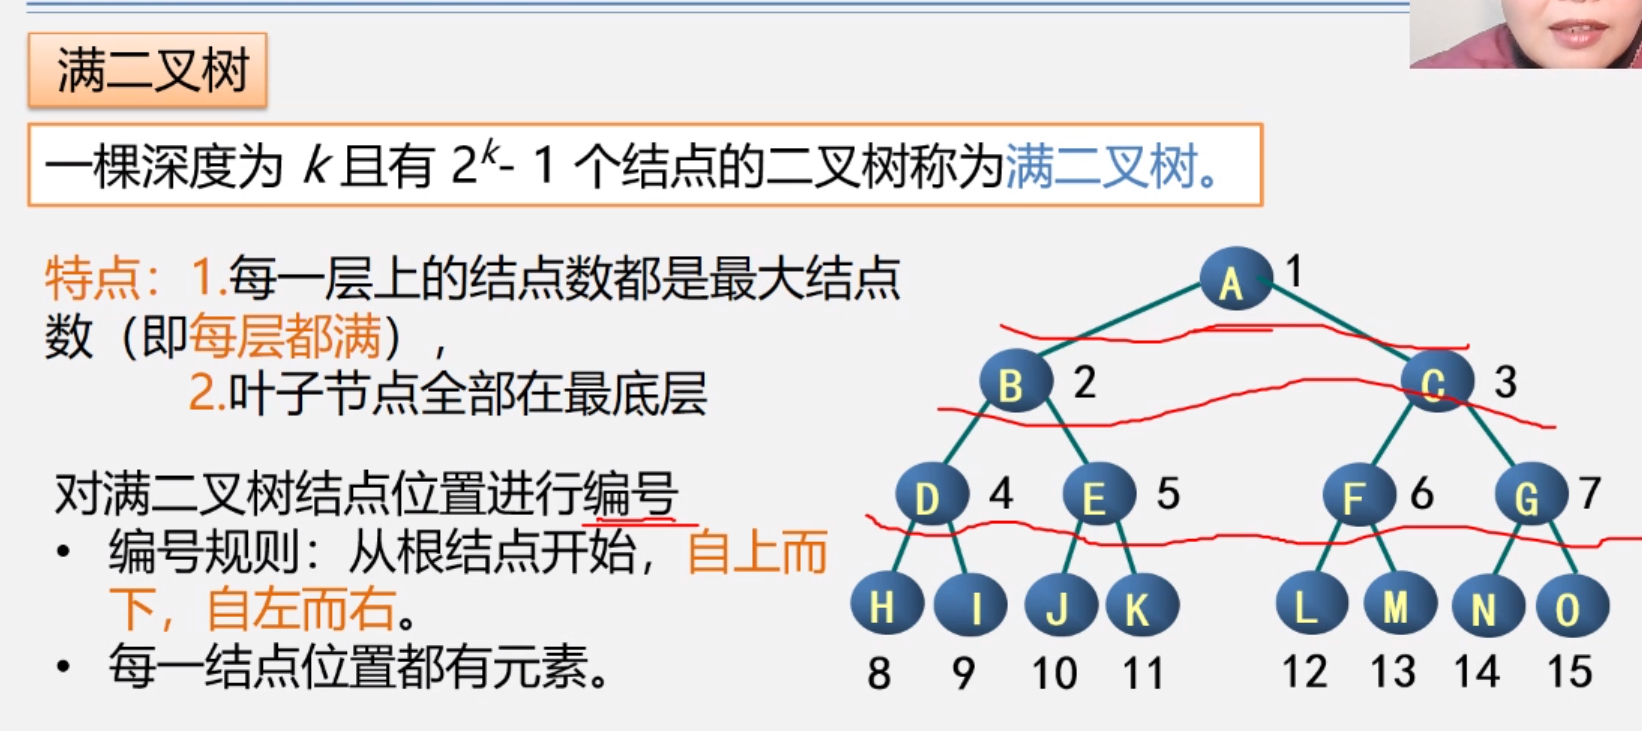 满二叉树
一棵深度为 k 且有 2ᵏ- 1 个结点的二叉树称为满二叉树。
特点：1.每一层上的结点数都是最大结点
数（即每层都满），
2.叶子节点全部在最底层
对满二叉树结点位置进行编号
• 编号规则：从根结点开始，自上而
下，自左而右。
• 每一结点位置都有元素。
A 1
B 2 C 3
D 4 E 5 F 6 G 7
H I J K L M N O
8 9 10 11 12 13 14 15